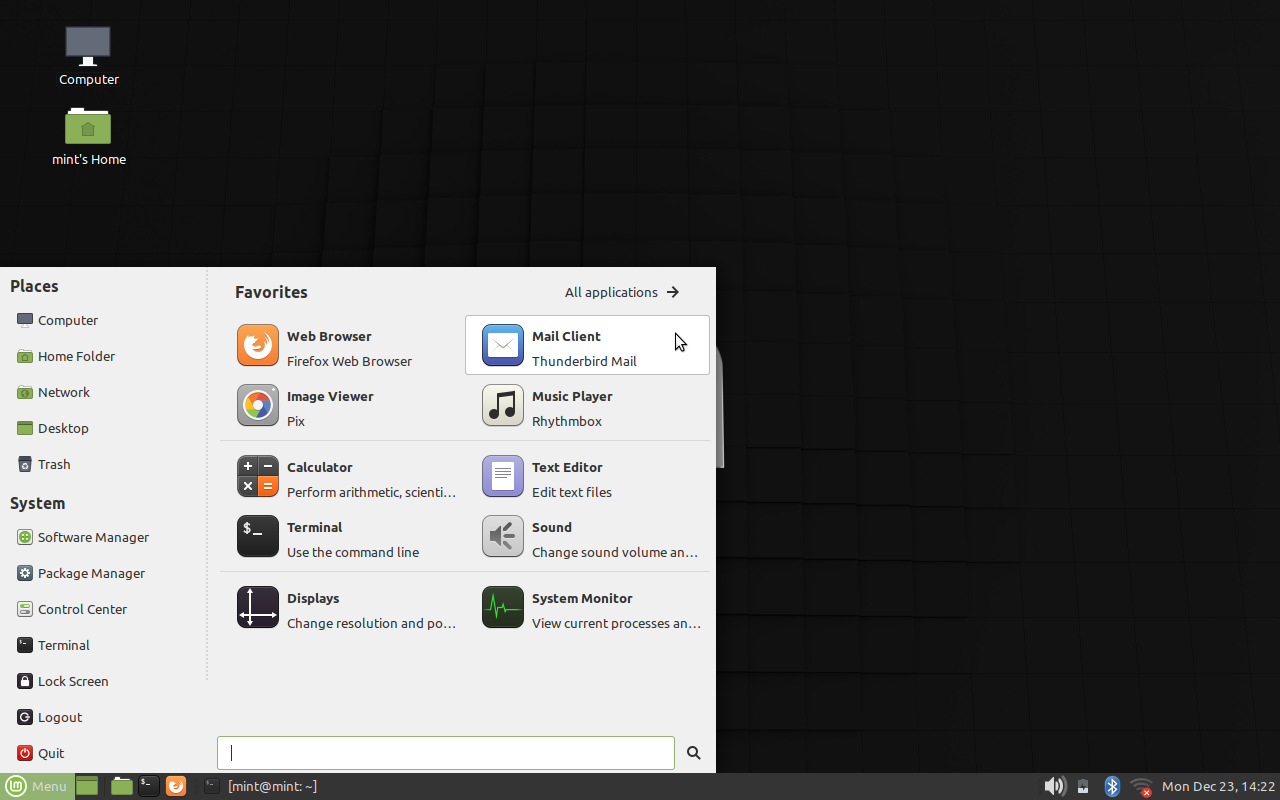 Computer
mint's Home
Places
Computer
Home Folder
Network
Desktop
Trash
System
Software Manager
Package Manager
Control Center
Terminal
Lock Screen
Logout
Quit
Favorites
All applications
Web Browser
Firefox Web Browser
Mail Client
Thunderbird Mail
Image Viewer
Pix
Music Player
Rhythmbox
Calculator
Perform arithmetic, scienti…
Text Editor
Edit text files
Terminal
Use the command line
Sound
Change sound volume an…
Displays
Change resolution and po…
System Monitor
View current processes an…
Menu
[mint@mint: ~]
Mon Dec 23, 14:22